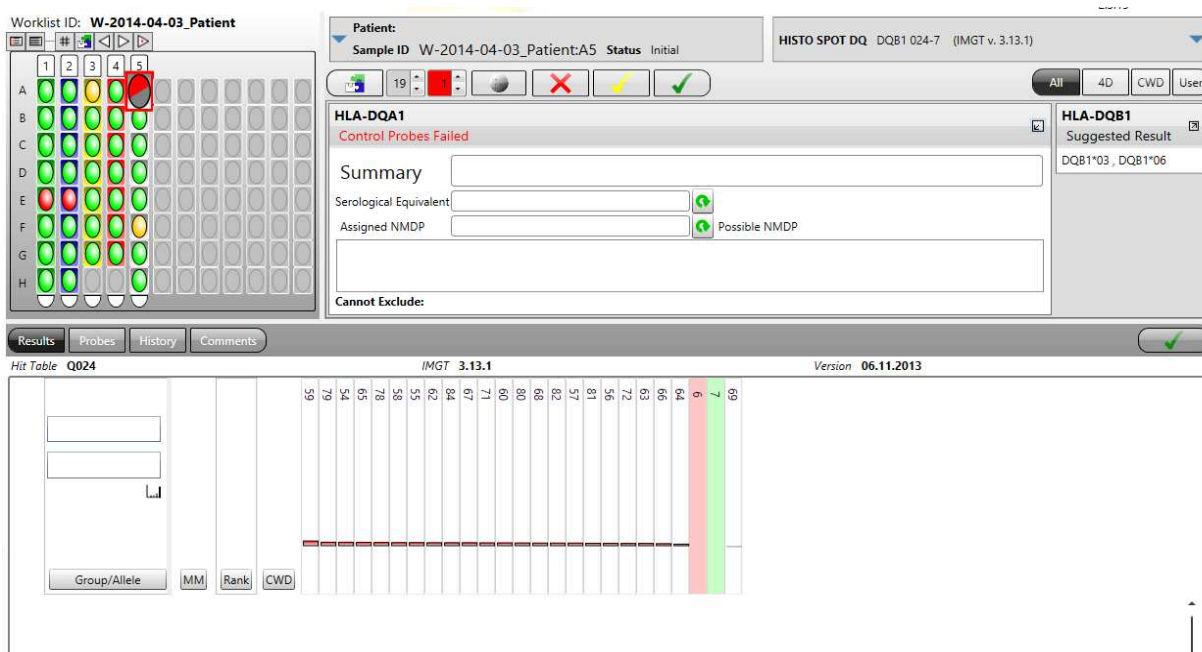 Worklist ID: W-2014-04-03_Patient
#
1 2 3 4 5
A
B
C
D
E
F
G
H
Patient:
Sample ID W-2014-04-03_Patient:A5 Status Initial
HISTO SPOT DQ DQB1 024-7 (IMGT v. 3.13.1)
19 1
All 4D CWD User
HLA-DQA1
Control Probes Failed
Summary
Serological Equivalent
Assigned NMDP Possible NMDP
Cannot Exclude:
HLA-DQB1
Suggested Result
DQB1*03 , DQB1*06
Results Probes History Comments
Hit Table Q024 IMGT 3.13.1 Version 06.11.2013
59 79 54 65 78 58 55 62 84 67 71 60 80 68 82 57 81 56 72 63 66 64 6 7 69
Group/Allele MM Rank CWD